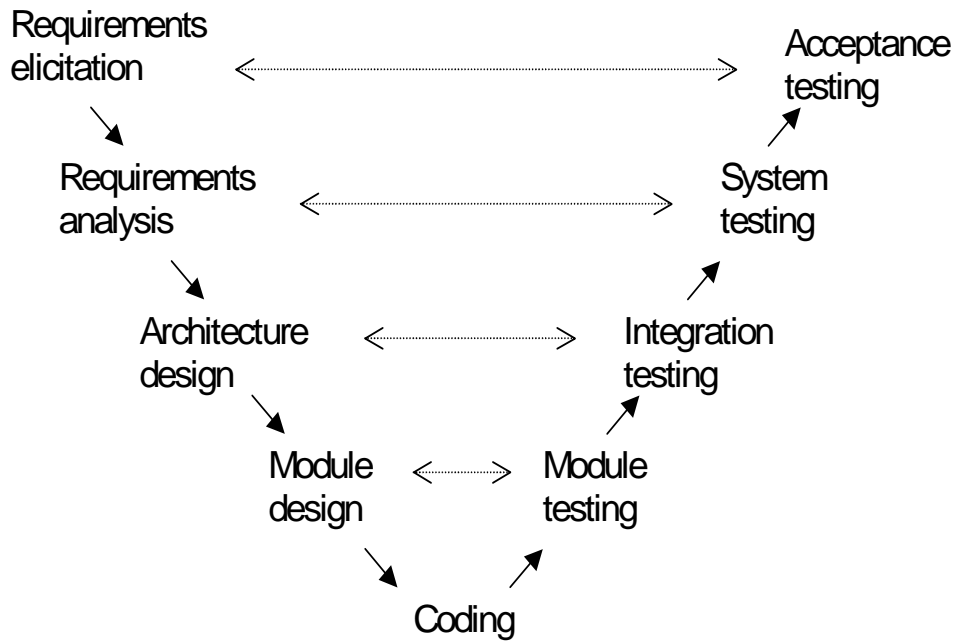 Requirements
elicitation
Acceptance
testing
Requirements
analysis
System
testing
Architecture
design
Integration
testing
Module
design
Module
testing
Coding